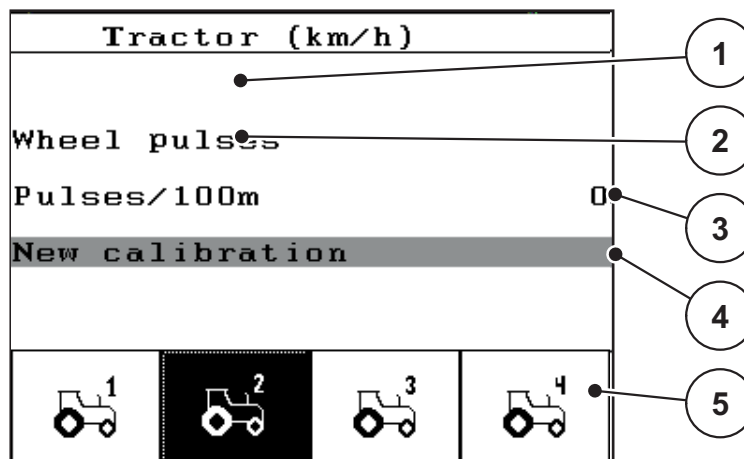 Tractor (km/h)
1
Wheel pulses
2
Pulses/100m 0
3
New calibration
4
1 2 3 4
5